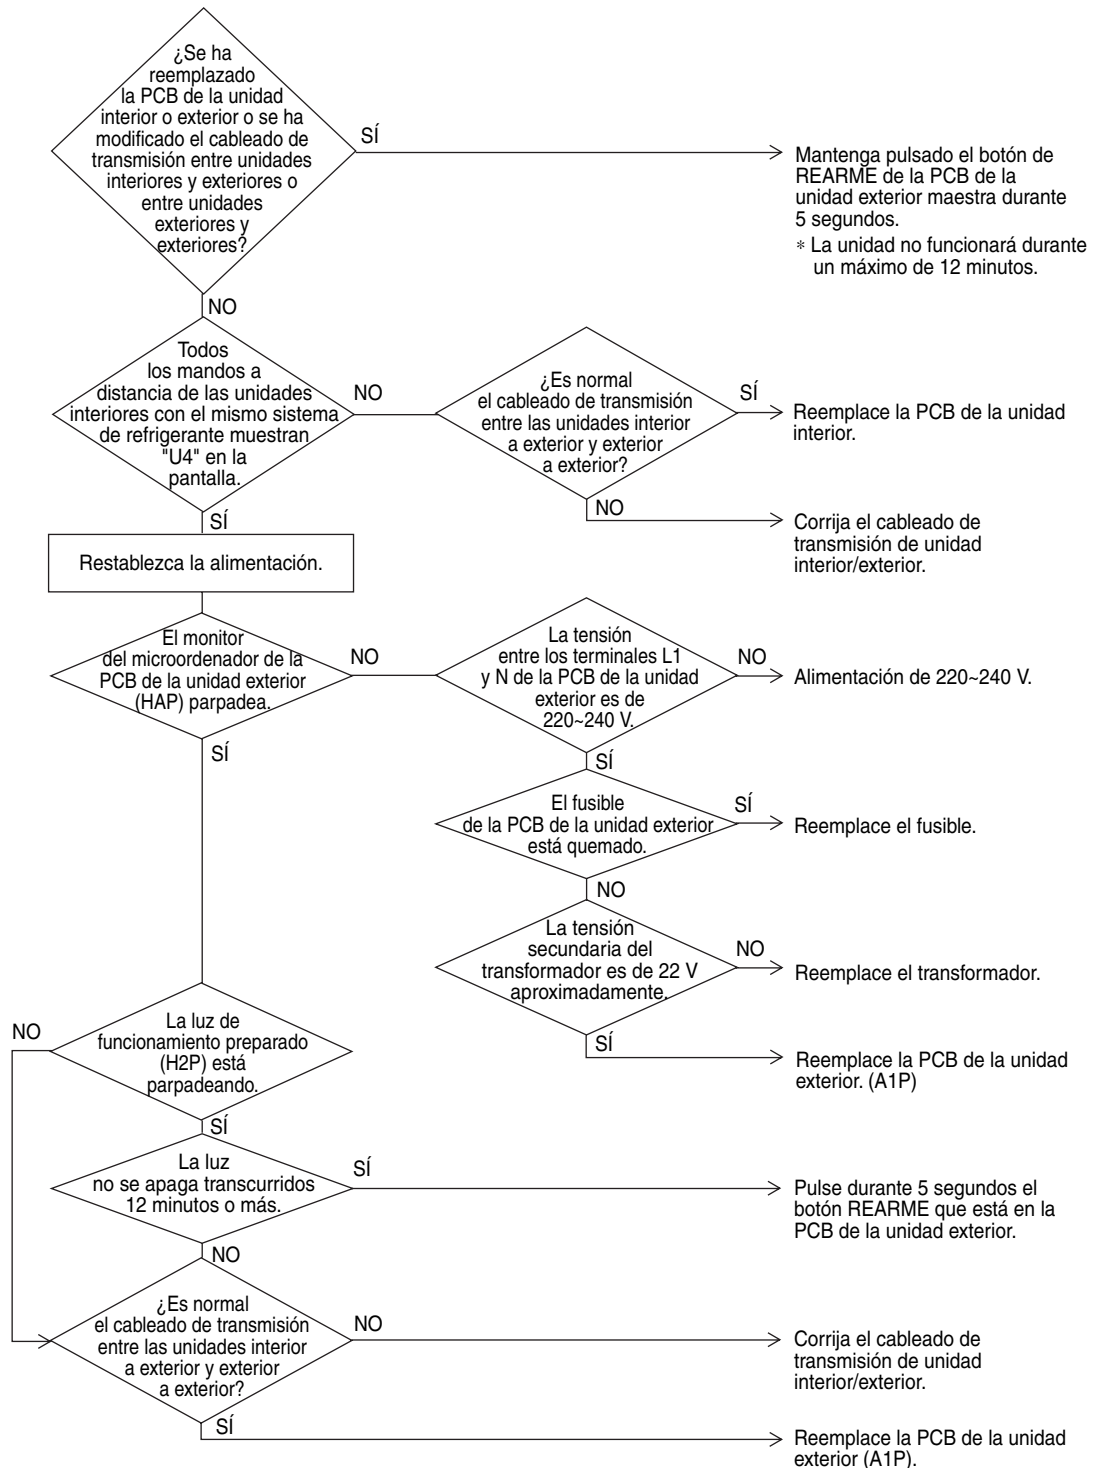 ¿Se ha
reemplazado
la PCB de la unidad
interior o exterior o se ha
modificado el cableado de
transmisión entre unidades
interiores y exteriores o
entre unidades
exteriores y
exteriores?
SÍ
Mantenga pulsado el botón de
REARME de la PCB de la
unidad exterior maestra durante
5 segundos.
* La unidad no funcionará durante
un máximo de 12 minutos.
NO
Todos
los mandos a
distancia de las unidades
interiores con el mismo sistema
de refrigerante muestran
"U4" en la
pantalla.
NO
¿Es normal
el cableado de transmisión
entre las unidades interior
a exterior y exterior
a exterior?
SÍ
Reemplace la PCB de la unidad
interior.
NO
Corrija el cableado de
transmisión de unidad
interior/exterior.
SÍ
Restablezca la alimentación.
El monitor
del microordenador de la
PCB de la unidad exterior
(HAP) parpadea.
NO
La tensión
entre los terminales L1
y N de la PCB de la unidad
exterior es de
220~240 V.
NO
Alimentación de 220~240 V.
SÍ
El fusible
de la PCB de la unidad exterior
está quemado.
SÍ
Reemplace el fusible.
NO
La tensión
secundaria del
transformador es de 22 V
aproximadamente.
NO
Reemplace el transformador.
SÍ
Reemplace la PCB de la unidad
exterior. (A1P)
SÍ
La luz de
funcionamiento preparado
(H2P) está
parpadeando.
NO
SÍ
La luz
no se apaga transcurridos
12 minutos o más.
SÍ
Pulse durante 5 segundos el
botón REARME que está en la
PCB de la unidad exterior.
NO
¿Es normal
el cableado de transmisión
entre las unidades interior
a exterior y exterior
a exterior?
NO
Corrija el cableado de
transmisión de unidad
interior/exterior.
SÍ
Reemplace la PCB de la unidad
exterior (A1P).